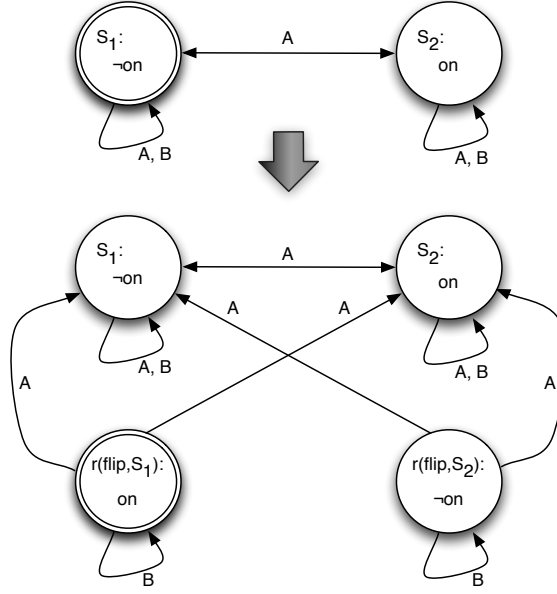 S₁:
¬on
A
S₂:
on
A, B
A, B
S₁:
¬on
A
S₂:
on
A
A
A, B
A, B
A
A
r(flip,S₁):
on
r(flip,S₂):
¬on
B
B